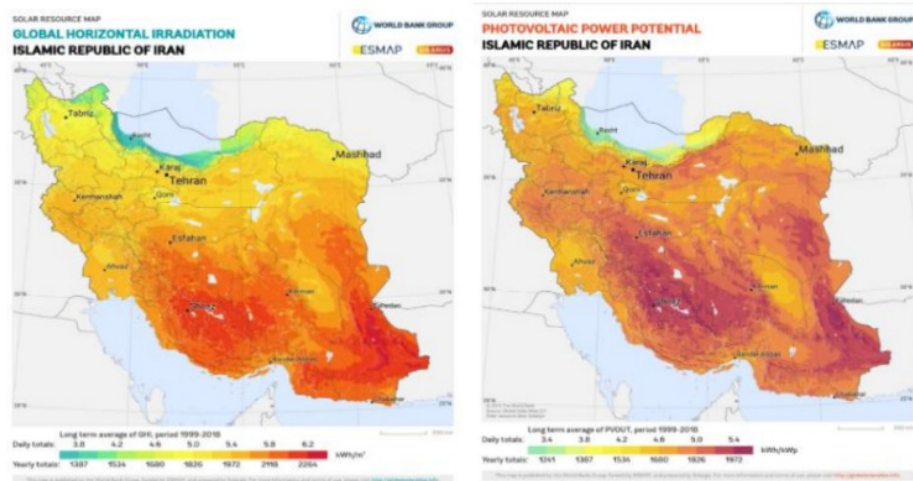 SOLAR RESOURCE MAP
GLOBAL HORIZONTAL IRRADIATION
ISLAMIC REPUBLIC OF IRAN
WORLD BANK GROUP
ESMAP
SOLARGIS
Tabriz
Rasht
Mashhad
Karaj
Tehran
Qom
Kermanshah
Esfahan
Ahvaz
Kerman
Shiraz
Zahedan
Bandar Abbas
Chabahar
Long term average of GHI, period 1999-2018
Daily totals: 3.8 4.2 4.6 5.0 5.4 5.8 6.2
kWh/m²
Yearly totals: 1387 1534 1680 1826 1972 2118 2264
SOLAR RESOURCE MAP
PHOTOVOLTAIC POWER POTENTIAL
ISLAMIC REPUBLIC OF IRAN
WORLD BANK GROUP
ESMAP
SOLARGIS
Tabriz
Rasht
Mashhad
Karaj
Tehran
Qom
Kermanshah
Esfahan
Ahvaz
Kerman
Shiraz
Zahedan
Bandar Abbas
Chabahar
Long term average of PVOUT, period 1999-2018
Daily totals: 3.4 3.8 4.2 4.6 5.0 5.4
kWh/kWp
Yearly totals: 1241 1387 1534 1680 1826 1972